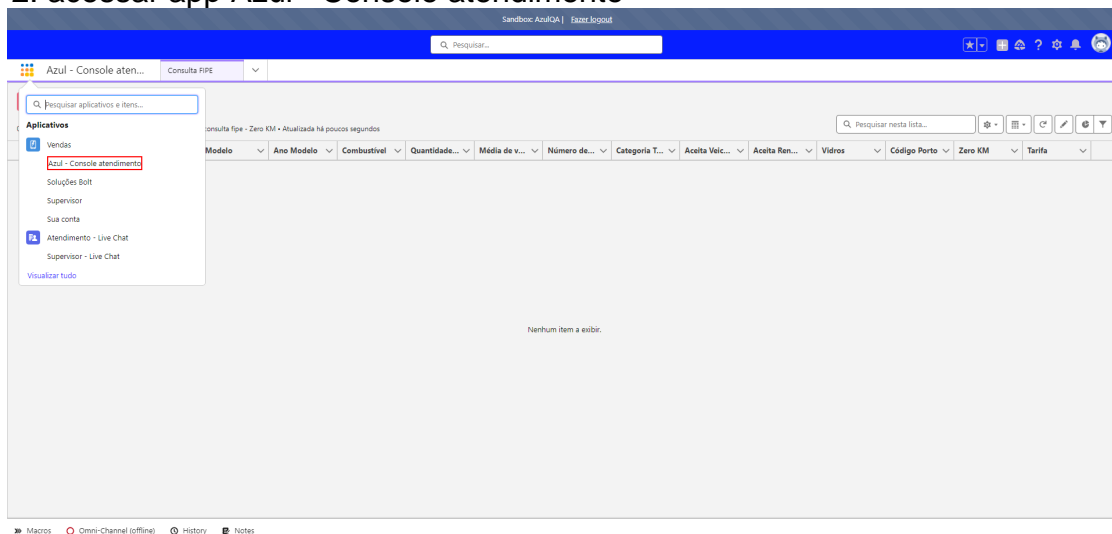 2. acessar app Azul - Console atendimento
Sandbox: AzulQA | Fazer logout
Pesquisar...
Azul - Console aten...
Consulta FIPE
Pesquisar aplicativos e itens...
Aplicativos
Vendas
Azul - Console atendimento
Soluções Bolt
Supervisor
Sua conta
Atendimento - Live Chat
Supervisor - Live Chat
Visualizar tudo
consulta fipe - Zero KM • Atualizada há poucos segundos
Pesquisar nesta lista...
Modelo Ano Modelo Combustível Quantidade... Média de v... Número de... Categoria T... Aceita Veic... Aceita Ren... Vidros Código Porto Zero KM Tarifa
Nenhum item a exibir.
Macros Omni-Channel (offline) History Notes